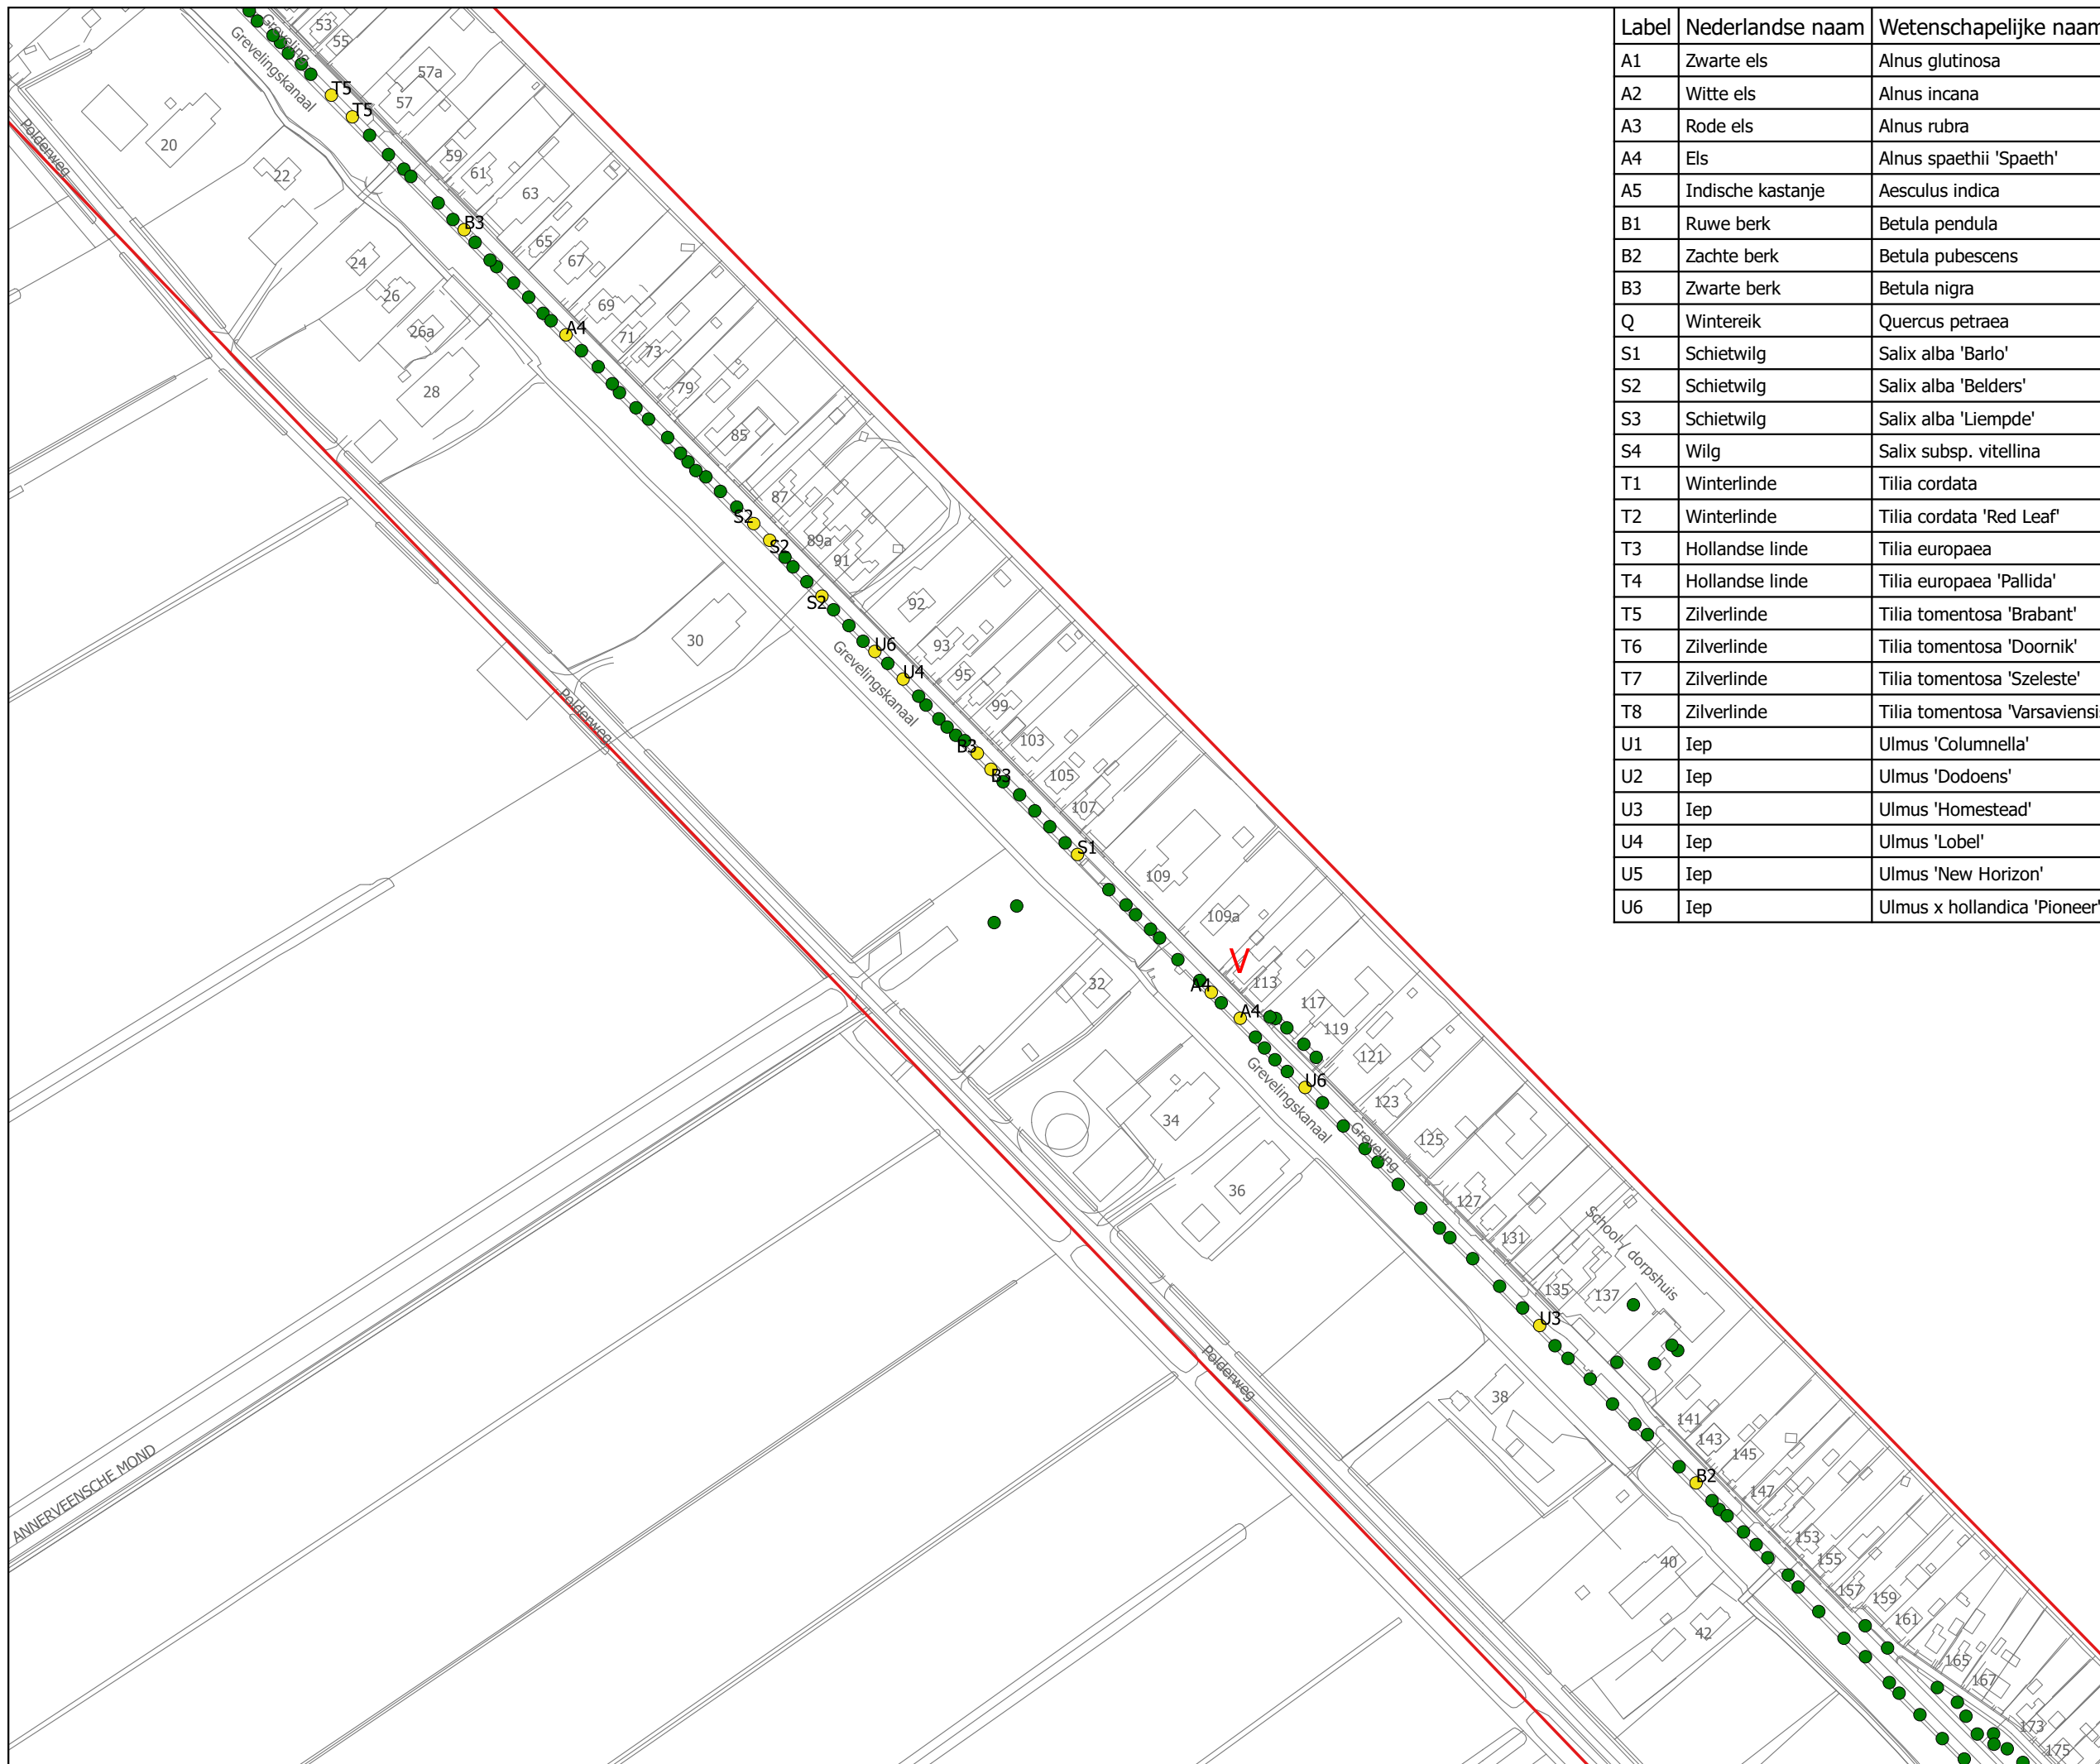 Label Nederlandse naam Wetenschapelijke naam
A1 Zwarte els Alnus glutinosa
A2 Witte els Alnus incana
A3 Rode els Alnus rubra
A4 Els Alnus spaethii 'Spaeth'
A5 Indische kastanje Aesculus indica
B1 Ruwe berk Betula pendula
B2 Zachte berk Betula pubescens
B3 Zwarte berk Betula nigra
Q Wintereik Quercus petraea
S1 Schietwilg Salix alba 'Barlo'
S2 Schietwilg Salix alba 'Belders'
S3 Schietwilg Salix alba 'Liempde'
S4 Wilg Salix subsp. vitellina
T1 Winterlinde Tilia cordata
T2 Winterlinde Tilia cordata 'Red Leaf'
T3 Hollandse linde Tilia europaea
T4 Hollandse linde Tilia europaea 'Pallida'
T5 Zilverlinde Tilia tomentosa 'Brabant'
T6 Zilverlinde Tilia tomentosa 'Doornik'
T7 Zilverlinde Tilia tomentosa 'Szeleste'
T8 Zilverlinde Tilia tomentosa 'Varsaviensi
U1 Iep Ulmus 'Columnella'
U2 Iep Ulmus 'Dodoens'
U3 Iep Ulmus 'Homestead'
U4 Iep Ulmus 'Lobel'
U5 Iep Ulmus 'New Horizon'
U6 Iep Ulmus x hollandica 'Pioneer'
Greveling
Grevelingskanaal
53
55
57a
57
T5
T5
Polderweg
20
22
59
61
63
B3
65
67
24
26
26a
28
69
A4
71
73
79
85
87
S2
89a
S2
91
S2
92
30
U6
93
Grevelingskanaal
U4
95
99
Polderweg
103
B3
B3
105
107
S1
109
109a
V
113
32
A4
A4
117
119
121
Grevelingskanaal
U6
123
34
Greveling
125
36
127
131
School / dorpshuis
135
137
U3
Polderweg
38
141
143
145
B2
147
ANNERVEENSCHE MOND
153
155
40
157
159
161
42
165
167
173
175